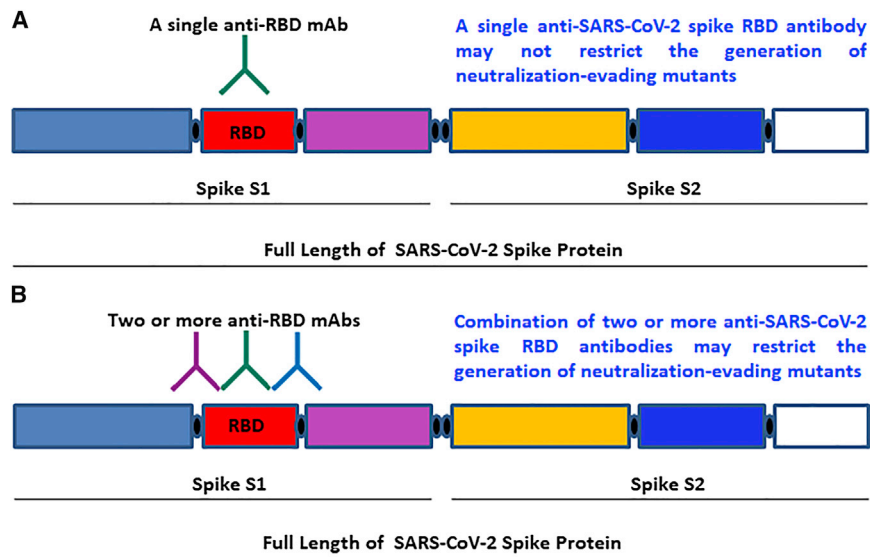 A
A single anti-RBD mAb
A single anti-SARS-CoV-2 spike RBD antibody
may not restrict the generation of
neutralization-evading mutants
RBD
Spike S1
Spike S2
Full Length of SARS-CoV-2 Spike Protein
B
Two or more anti-RBD mAbs
Combination of two or more anti-SARS-CoV-2
spike RBD antibodies may restrict the
generation of neutralization-evading mutants
RBD
Spike S1
Spike S2
Full Length of SARS-CoV-2 Spike Protein